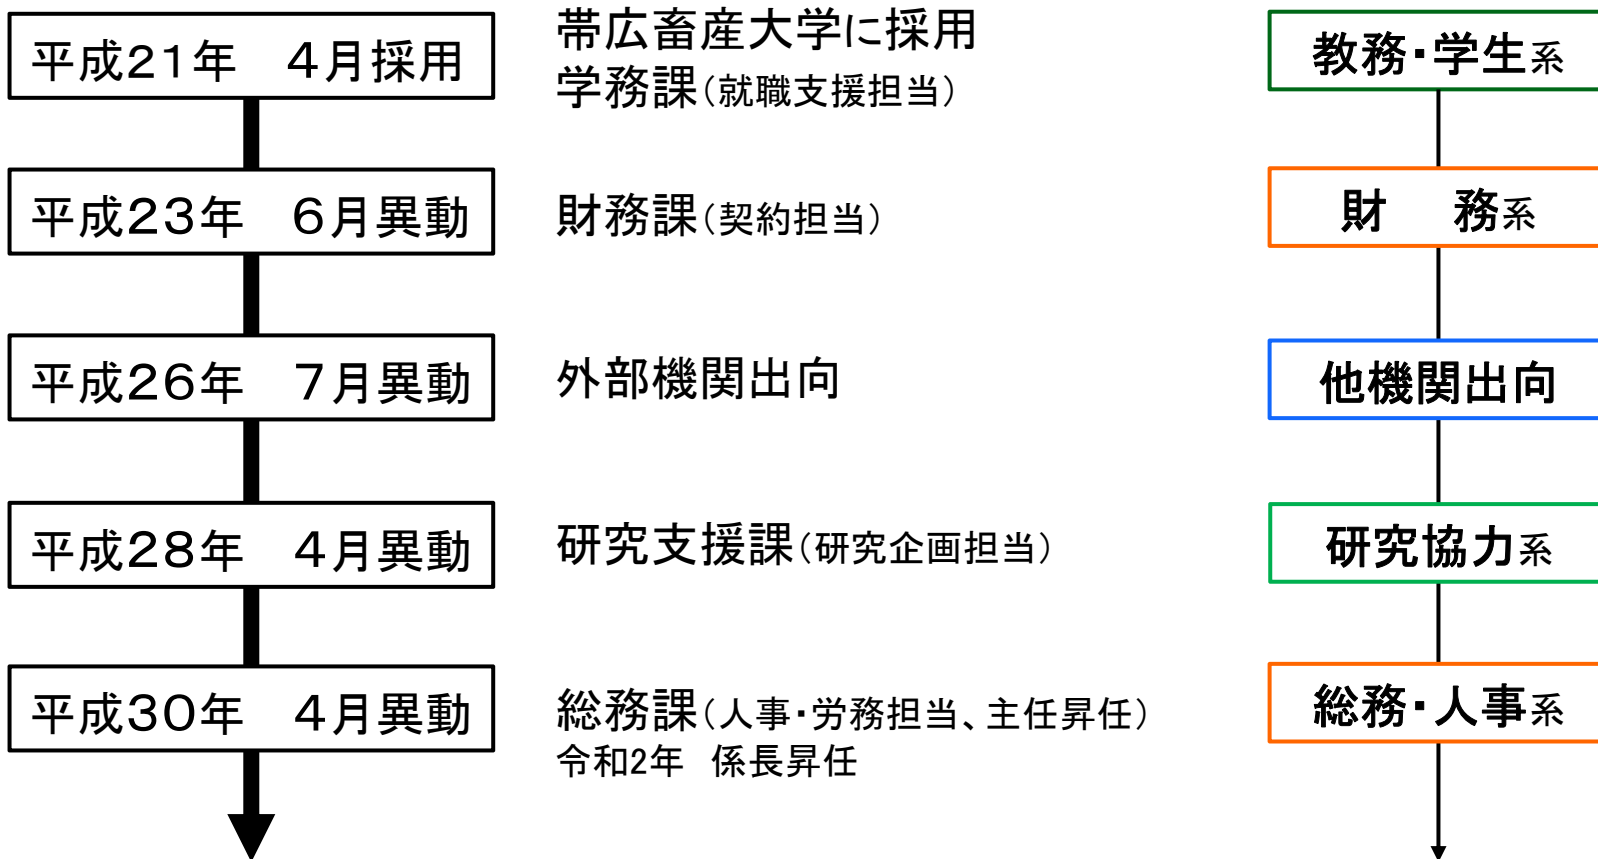 平成21年　4月採用
帯広畜産大学に採用
学務課（就職支援担当）
教務・学生系
平成23年　6月異動
財務課（契約担当）
財　務系
平成26年　7月異動
外部機関出向
他機関出向
平成28年　4月異動
研究支援課（研究企画担当）
研究協力系
平成30年　4月異動
総務課（人事・労務担当、主任昇任）
令和2年　係長昇任
総務・人事系